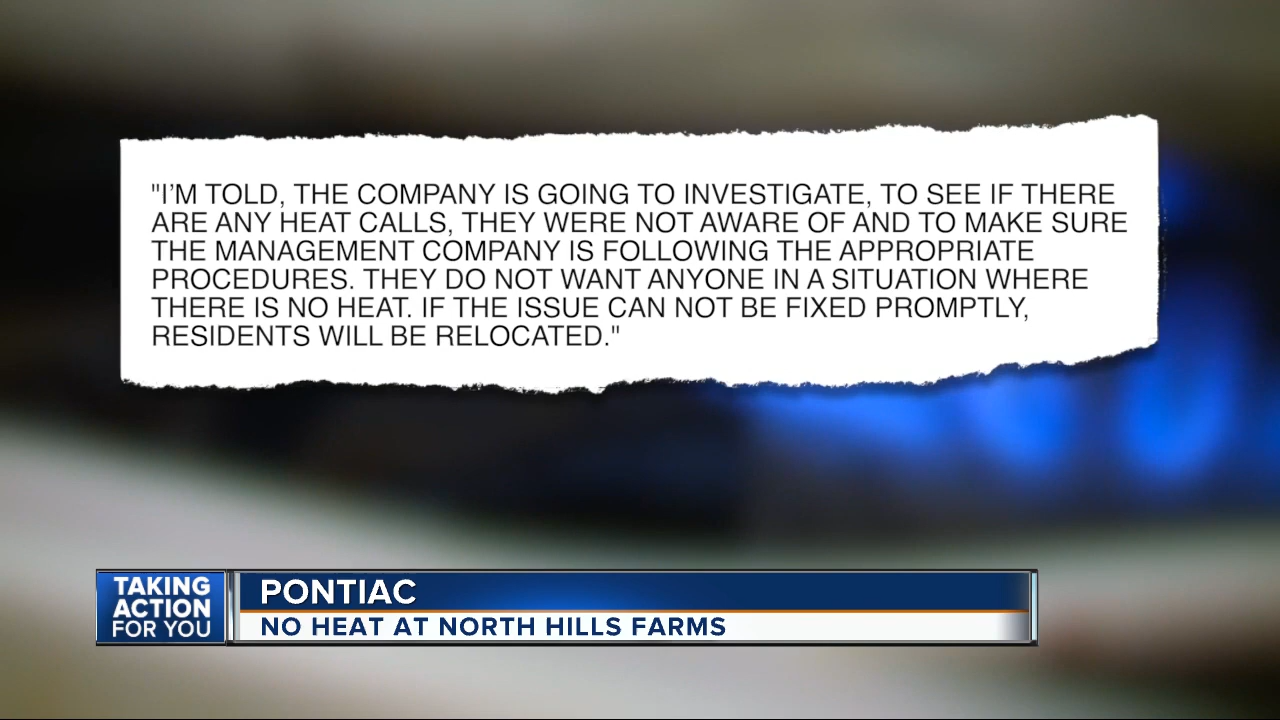 "I'M TOLD, THE COMPANY IS GOING TO INVESTIGATE, TO SEE IF THERE
ARE ANY HEAT CALLS, THEY WERE NOT AWARE OF AND TO MAKE SURE
THE MANAGEMENT COMPANY IS FOLLOWING THE APPROPRIATE
PROCEDURES. THEY DO NOT WANT ANYONE IN A SITUATION WHERE
THERE IS NO HEAT. IF THE ISSUE CAN NOT BE FIXED PROMPTLY,
RESIDENTS WILL BE RELOCATED."
TAKING
ACTION
FOR YOU
PONTIAC
NO HEAT AT NORTH HILLS FARMS